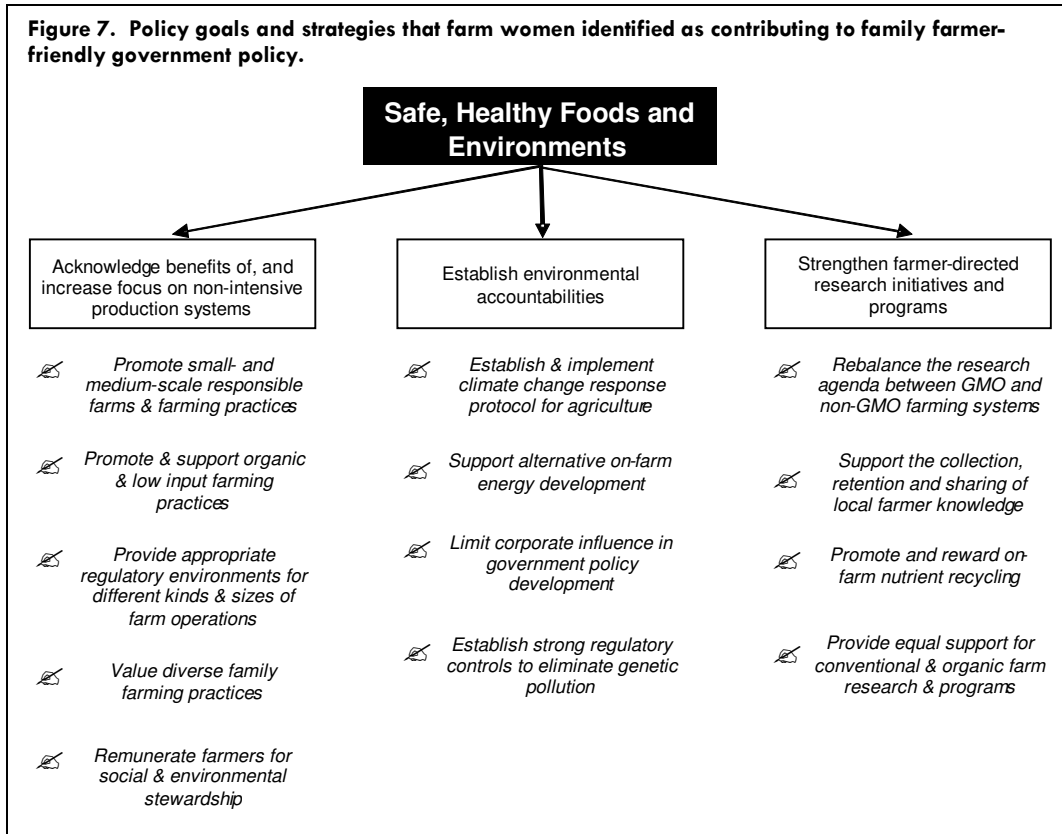 Figure 7. Policy goals and strategies that farm women identified as contributing to family farmer-
friendly government policy.
Safe, Healthy Foods and
Environments
Acknowledge benefits of, and
increase focus on non-intensive
production systems
Promote small- and
medium-scale responsible
farms & farming practices
Promote & support organic
& low input farming
practices
Provide appropriate
regulatory environments for
different kinds & sizes of
farm operations
Value diverse family
farming practices
Remunerate farmers for
social & environmental
stewardship
Establish environmental
accountabilities
Establish & implement
climate change response
protocol for agriculture
Support alternative on-farm
energy development
Limit corporate influence in
government policy
development
Establish strong regulatory
controls to eliminate genetic
pollution
Strengthen farmer-directed
research initiatives and
programs
Rebalance the research
agenda between GMO and
non-GMO farming systems
Support the collection,
retention and sharing of
local farmer knowledge
Promote and reward on-
farm nutrient recycling
Provide equal support for
conventional & organic farm
research & programs